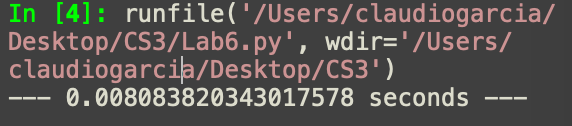 In [4]: runfile('/Users/claudiogarcia/
Desktop/CS3/Lab6.py', wdir='/Users/
claudiogarcia/Desktop/CS3')
--- 0.008083820343017578 seconds ---